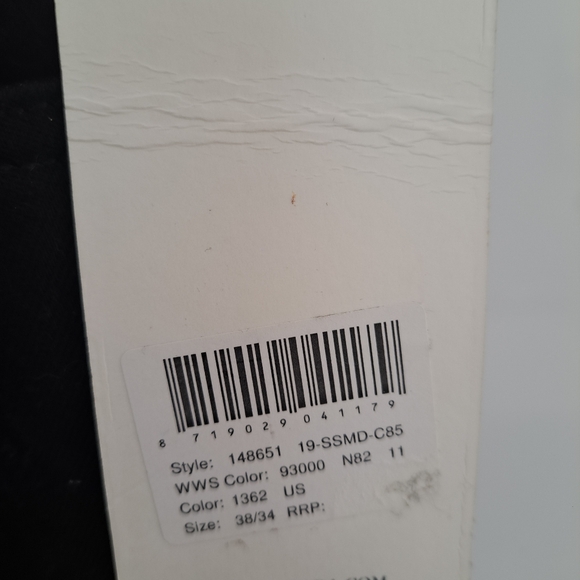 8 719029 041179
Style: 148651 19-SSMD-C85
WWS Color: 93000 N82 11
Color: 1362 US
Size: 38/34 RRP: